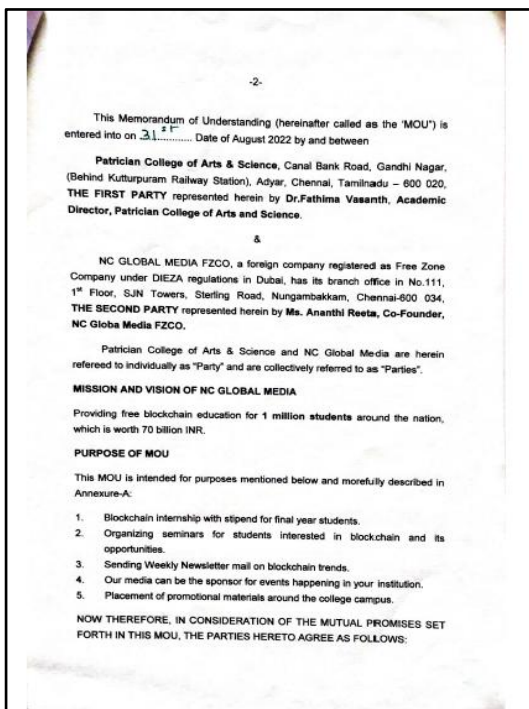 -2-
This Memorandum of Understanding (hereinafter called as the 'MOU") is
entered into on 31st............ Date of August 2022 by and between
Patrician College of Arts & Science, Canal Bank Road, Gandhi Nagar,
(Behind Kutturpuram Railway Station), Adyar, Chennai, Tamilnadu – 600 020,
THE FIRST PARTY represented herein by Dr.Fathima Vasanth, Academic
Director, Patrician College of Arts and Science.
&
NC GLOBAL MEDIA FZCO, a foreign company registered as Free Zone
Company under DIEZA regulations in Dubai, has its branch office in No.111,
1st Floor, SJN Towers, Sterling Road, Nungambakkam, Chennai-600 034,
THE SECOND PARTY represented herein by Ms. Ananthi Reeta, Co-Founder,
NC Globa Media FZCO.
Patrician College of Arts & Science and NC Global Media are herein
refereed to individually as "Party" and are collectively referred to as "Parties".
MISSION AND VISION OF NC GLOBAL MEDIA
Providing free blockchain education for 1 million students around the nation,
which is worth 70 billion INR.
PURPOSE OF MOU
This MOU is intended for purposes mentioned below and morefully described in
Annexure-A:
1. Blockchain internship with stipend for final year students.
2. Organizing seminars for students interested in blockchain and its
opportunities.
3. Sending Weekly Newsletter mail on blockchain trends.
4. Our media can be the sponsor for events happening in your institution.
5. Placement of promotional materials around the college campus.
NOW THEREFORE, IN CONSIDERATION OF THE MUTUAL PROMISES SET
FORTH IN THIS MOU, THE PARTIES HERETO AGREE AS FOLLOWS: